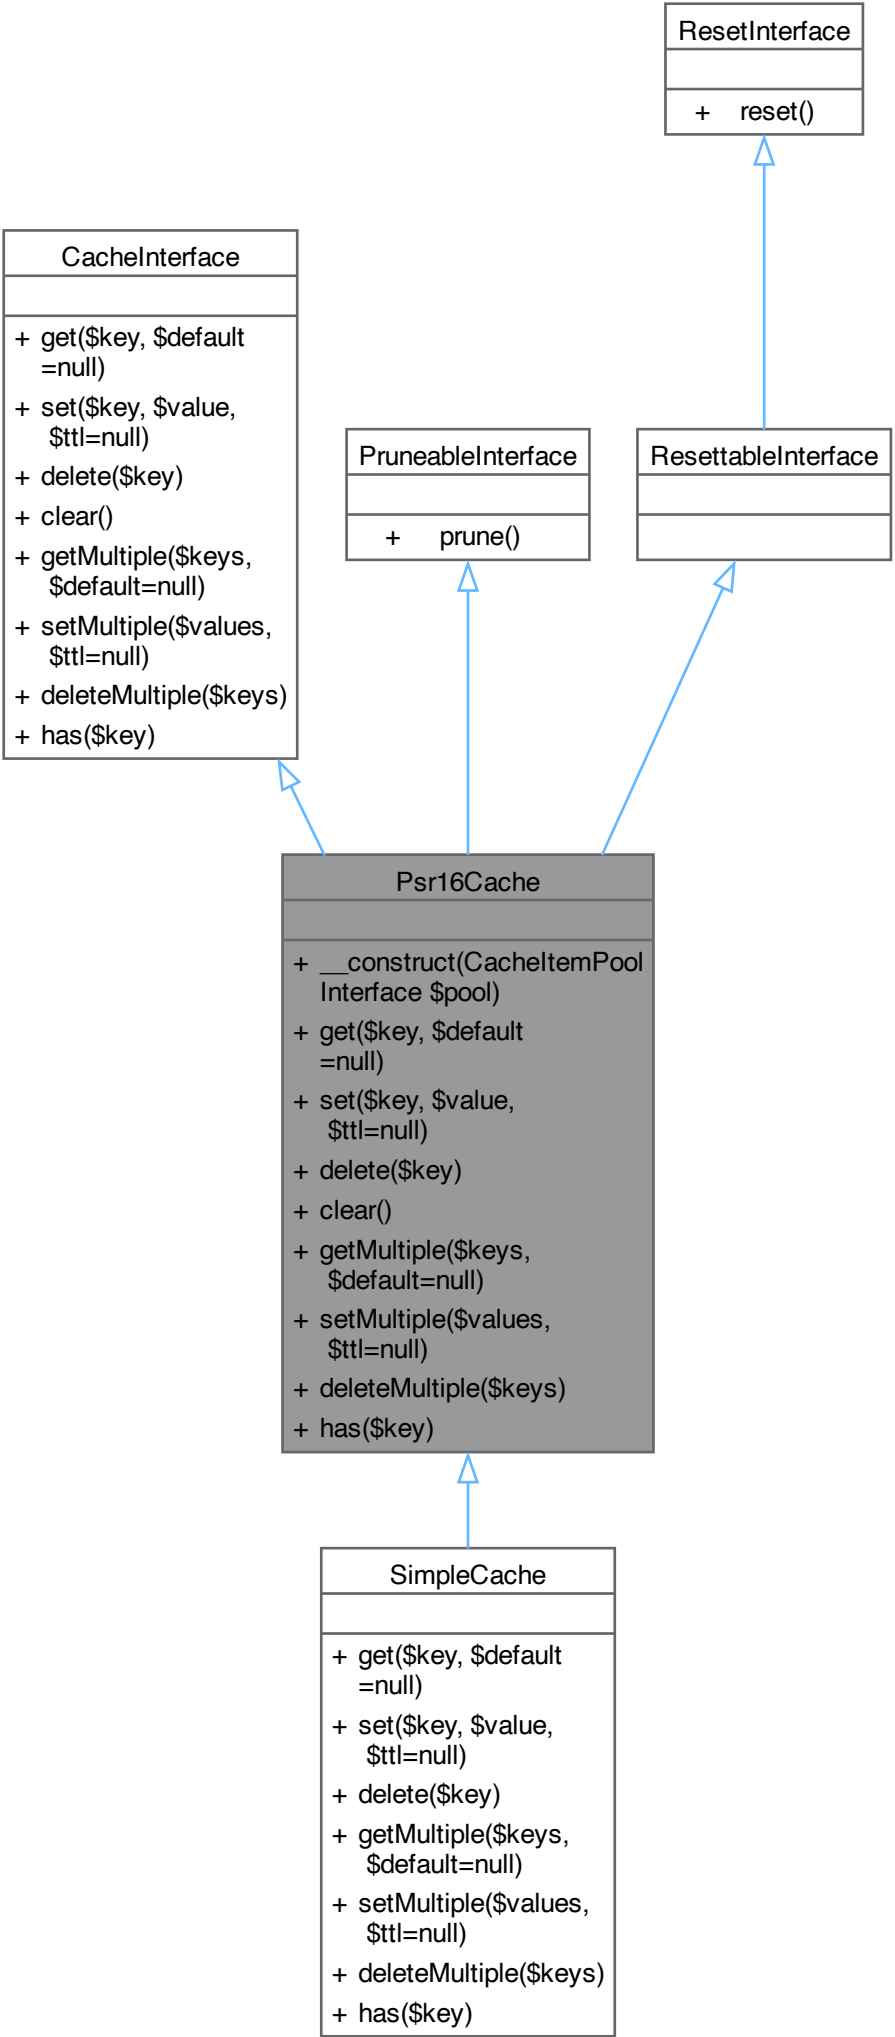 ResetInterface
+ reset()
CacheInterface
+ get($key, $default
=null)
+ set($key, $value,
$ttl=null)
+ delete($key)
+ clear()
+ getMultiple($keys,
$default=null)
+ setMultiple($values,
$ttl=null)
+ deleteMultiple($keys)
+ has($key)
PruneableInterface
+ prune()
ResettableInterface
Psr16Cache
+ __construct(CacheItemPool
Interface $pool)
+ get($key, $default
=null)
+ set($key, $value,
$ttl=null)
+ delete($key)
+ clear()
+ getMultiple($keys,
$default=null)
+ setMultiple($values,
$ttl=null)
+ deleteMultiple($keys)
+ has($key)
SimpleCache
+ get($key, $default
=null)
+ set($key, $value,
$ttl=null)
+ delete($key)
+ getMultiple($keys,
$default=null)
+ setMultiple($values,
$ttl=null)
+ deleteMultiple($keys)
+ has($key)